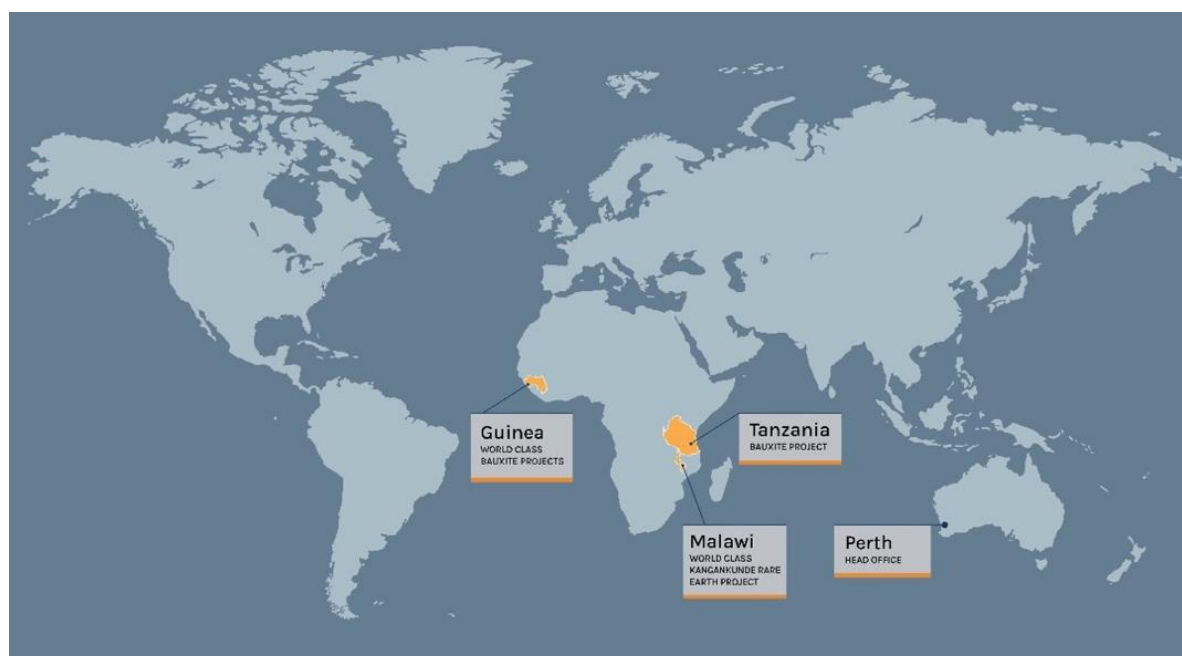 Guinea
WORLD CLASS
BAUXITE PROJECTS
Tanzania
BAUXITE PROJECT
Malawi
WORLD CLASS
KANGANKUNDE RARE
EARTH PROJECT
Perth
HEAD OFFICE